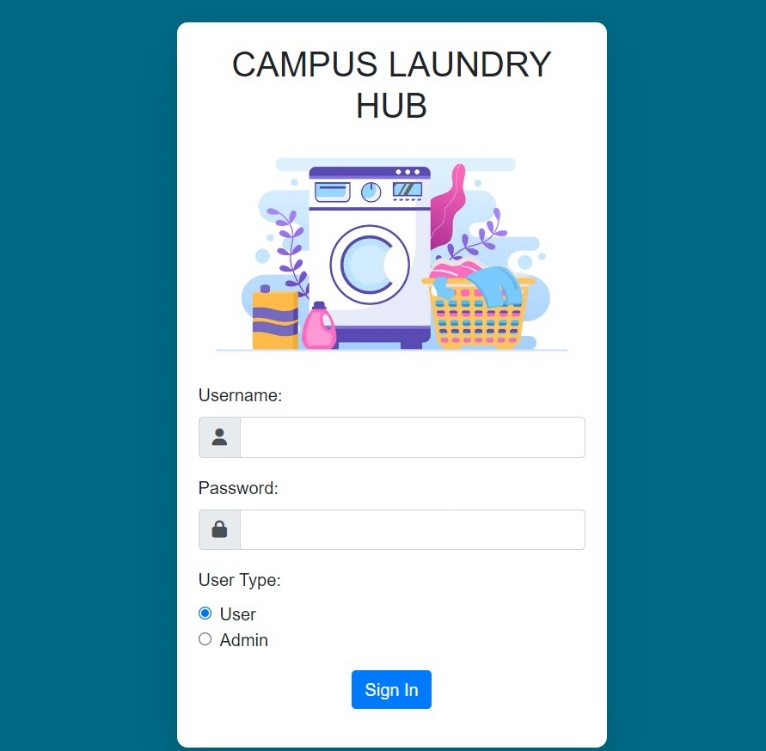 CAMPUS LAUNDRY
HUB
Username:
Password:
User Type:
User
Admin
Sign In